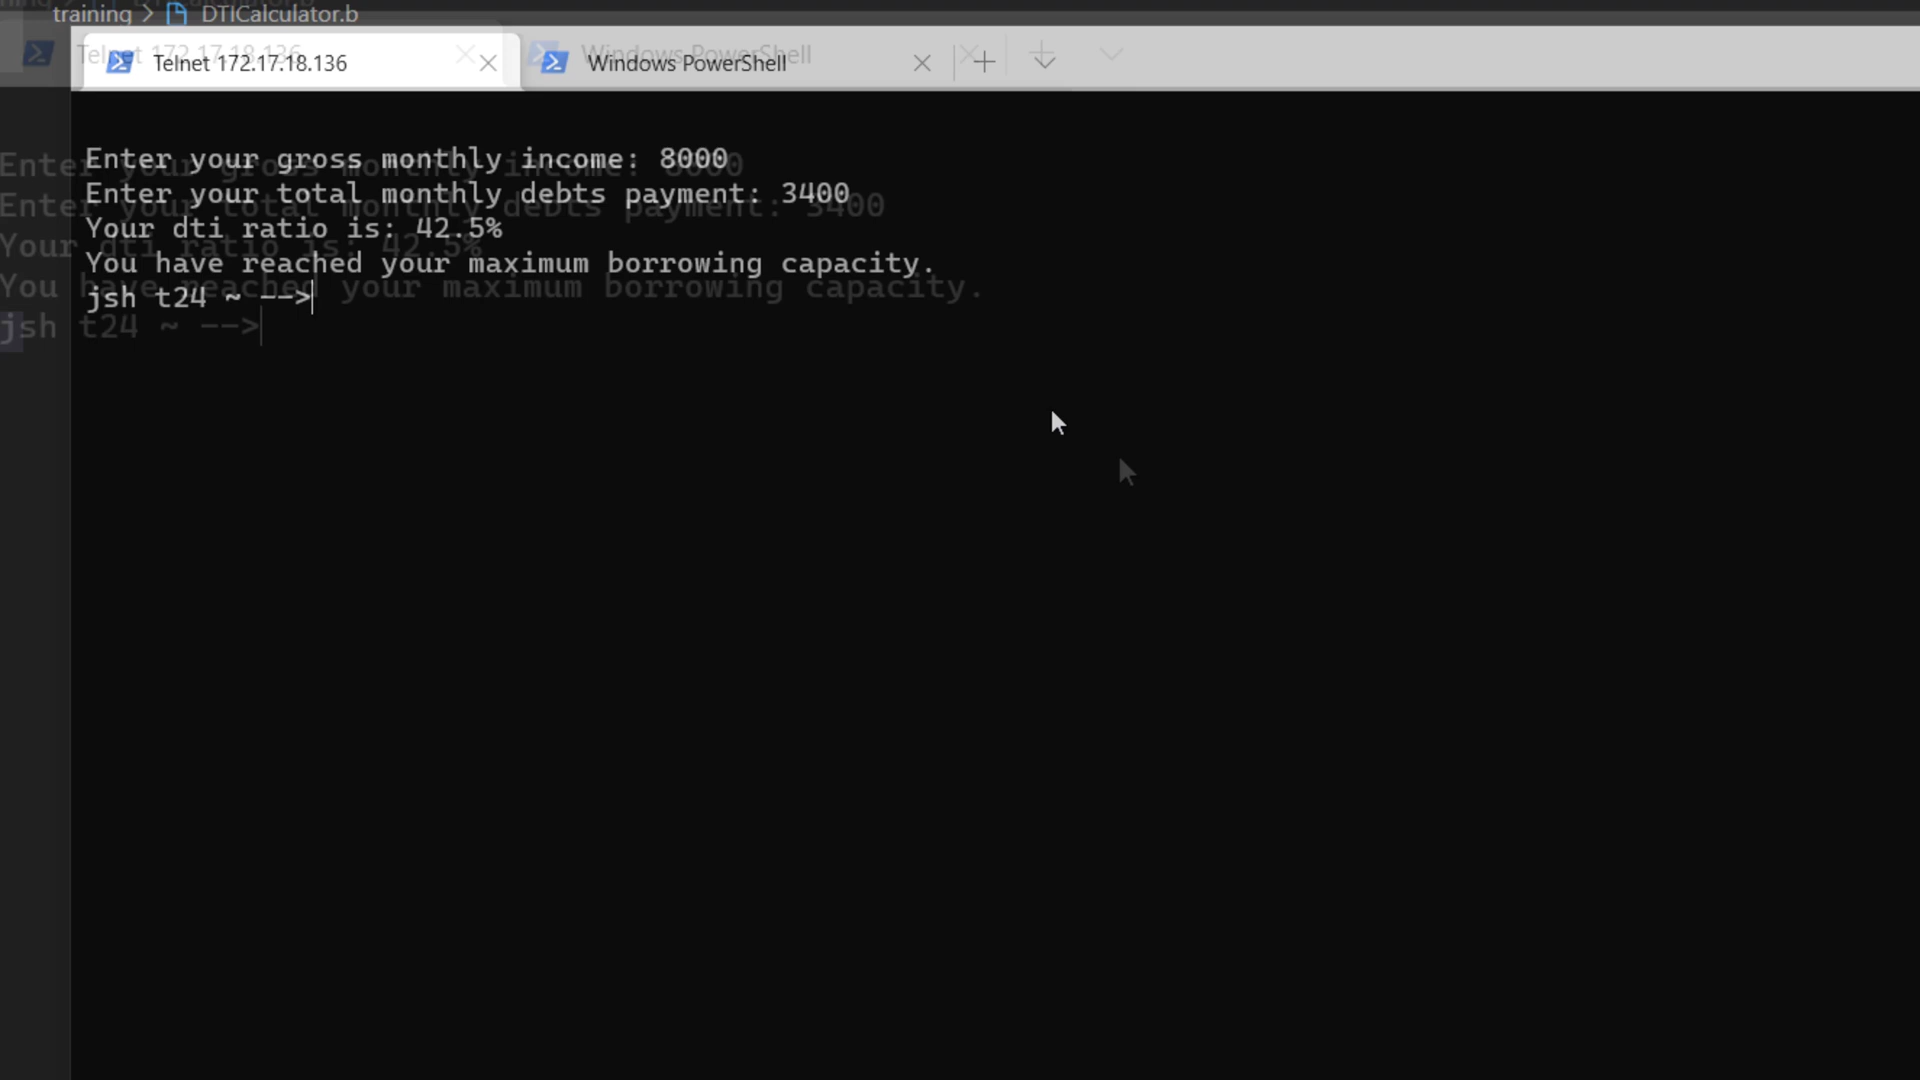 training > DTICalculator.b
Telnet 172.17.18.136
Windows PowerShell
Enter your gross monthly income: 8000
Enter your total monthly debts payment: 3400
Your dti ratio is: 42.5%
You have reached your maximum borrowing capacity.
jsh t24 ~ -->